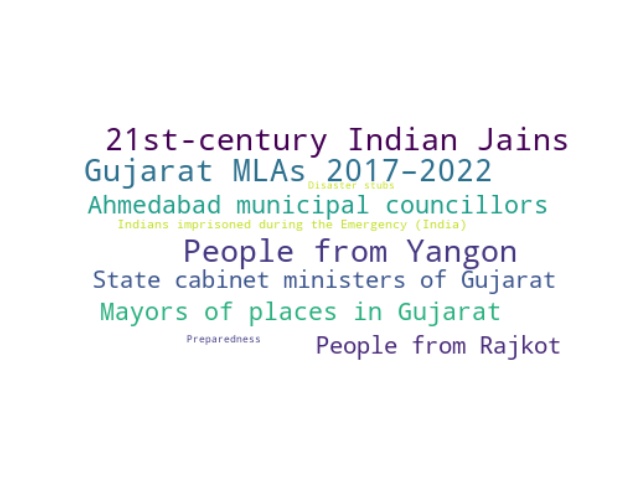 21st-century Indian Jains
Gujarat MLAs 2017–2022
Disaster stubs
Ahmedabad municipal councillors
Indians imprisoned during the Emergency (India)
People from Yangon
State cabinet ministers of Gujarat
Mayors of places in Gujarat
Preparedness
People from Rajkot